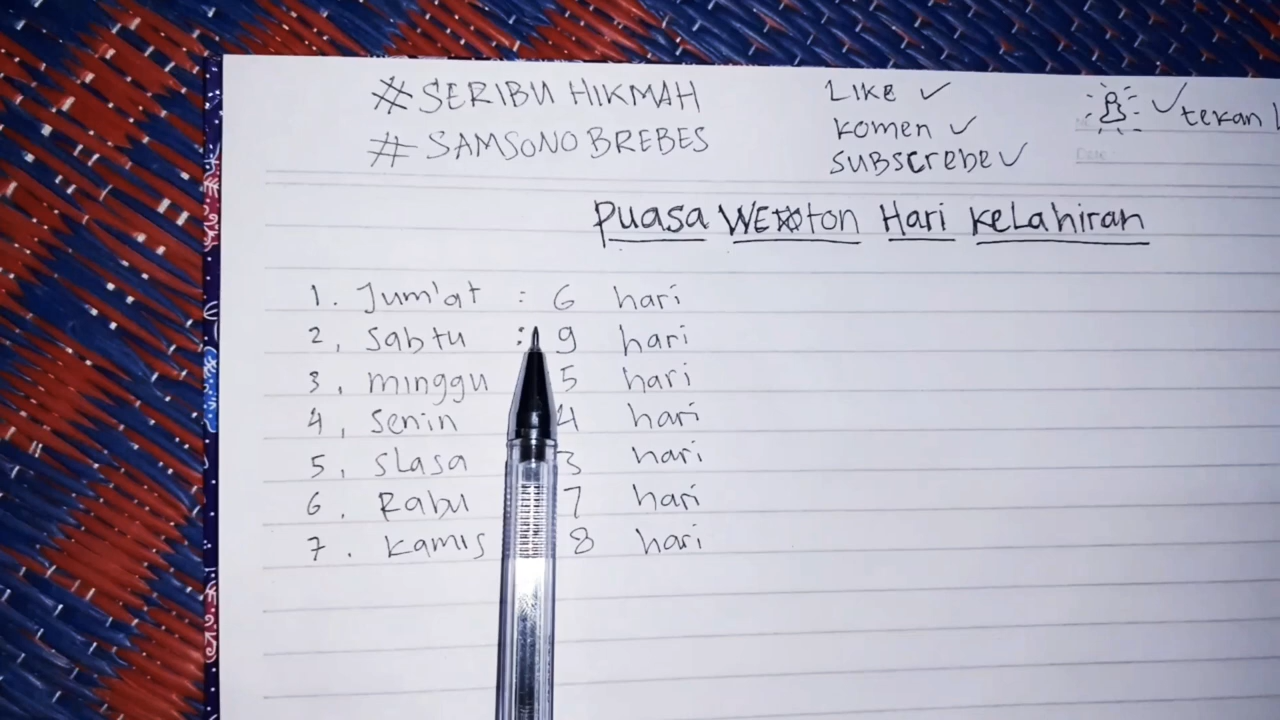 #SERIBU HIKMAH
#SAMSONO BREBES
LIKE ✓
komen ✓
SUBSCREBE ✓
✓ tekan
Puasa WEton Hari Kelahiran
1. Jum'at : 6 hari
2, Sabtu : 9 hari
3, minggu 5 hari
4, Senin 4 hari
5, SLasa 3 hari
6. Rabu 7 hari
7. Kamis 8 hari